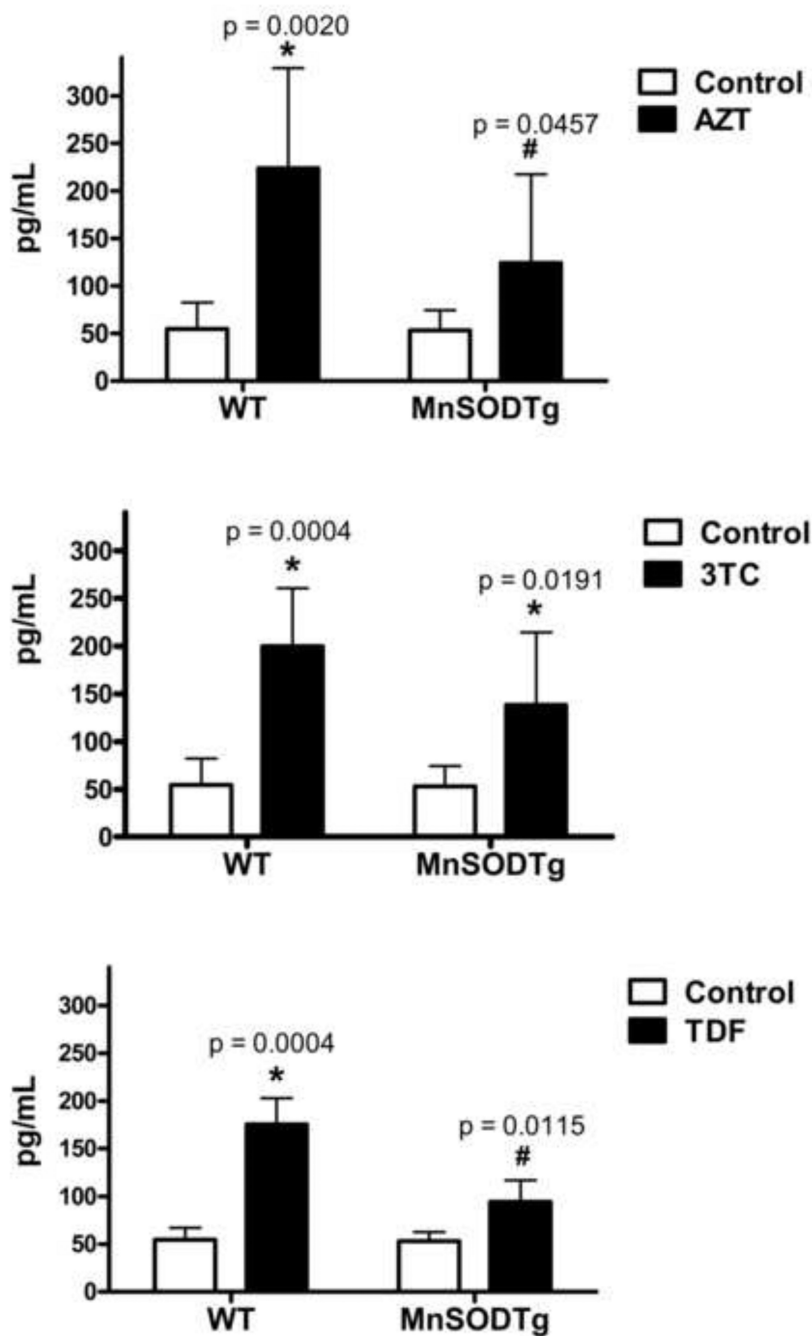 p = 0.0020
*
Control
AZT
p = 0.0457
#
300
250
200
150
100
50
0
pg/mL
WT
MnSODTg
p = 0.0004
*
Control
3TC
p = 0.0191
*
300
250
200
150
100
50
0
pg/mL
WT
MnSODTg
p = 0.0004
*
Control
TDF
p = 0.0115
#
300
250
200
150
100
50
0
pg/mL
WT
MnSODTg